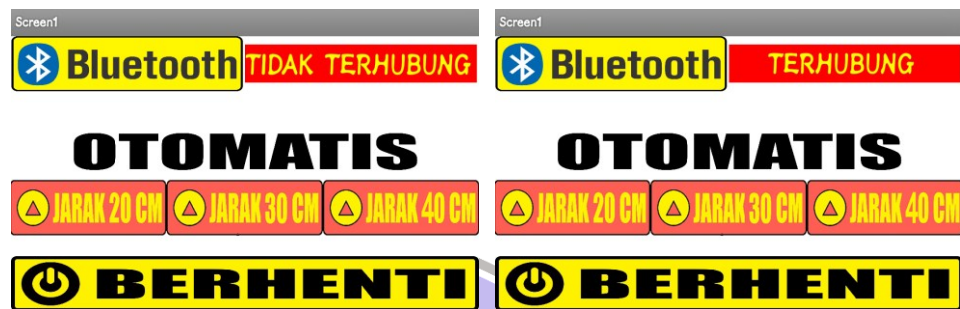 Screen1
Bluetooth TIDAK TERHUBUNG
OTOMATIS
JARAK 20 CM JARAK 30 CM JARAK 40 CM
BERHENTI
Screen1
Bluetooth TERHUBUNG
OTOMATIS
JARAK 20 CM JARAK 30 CM JARAK 40 CM
BERHENTI